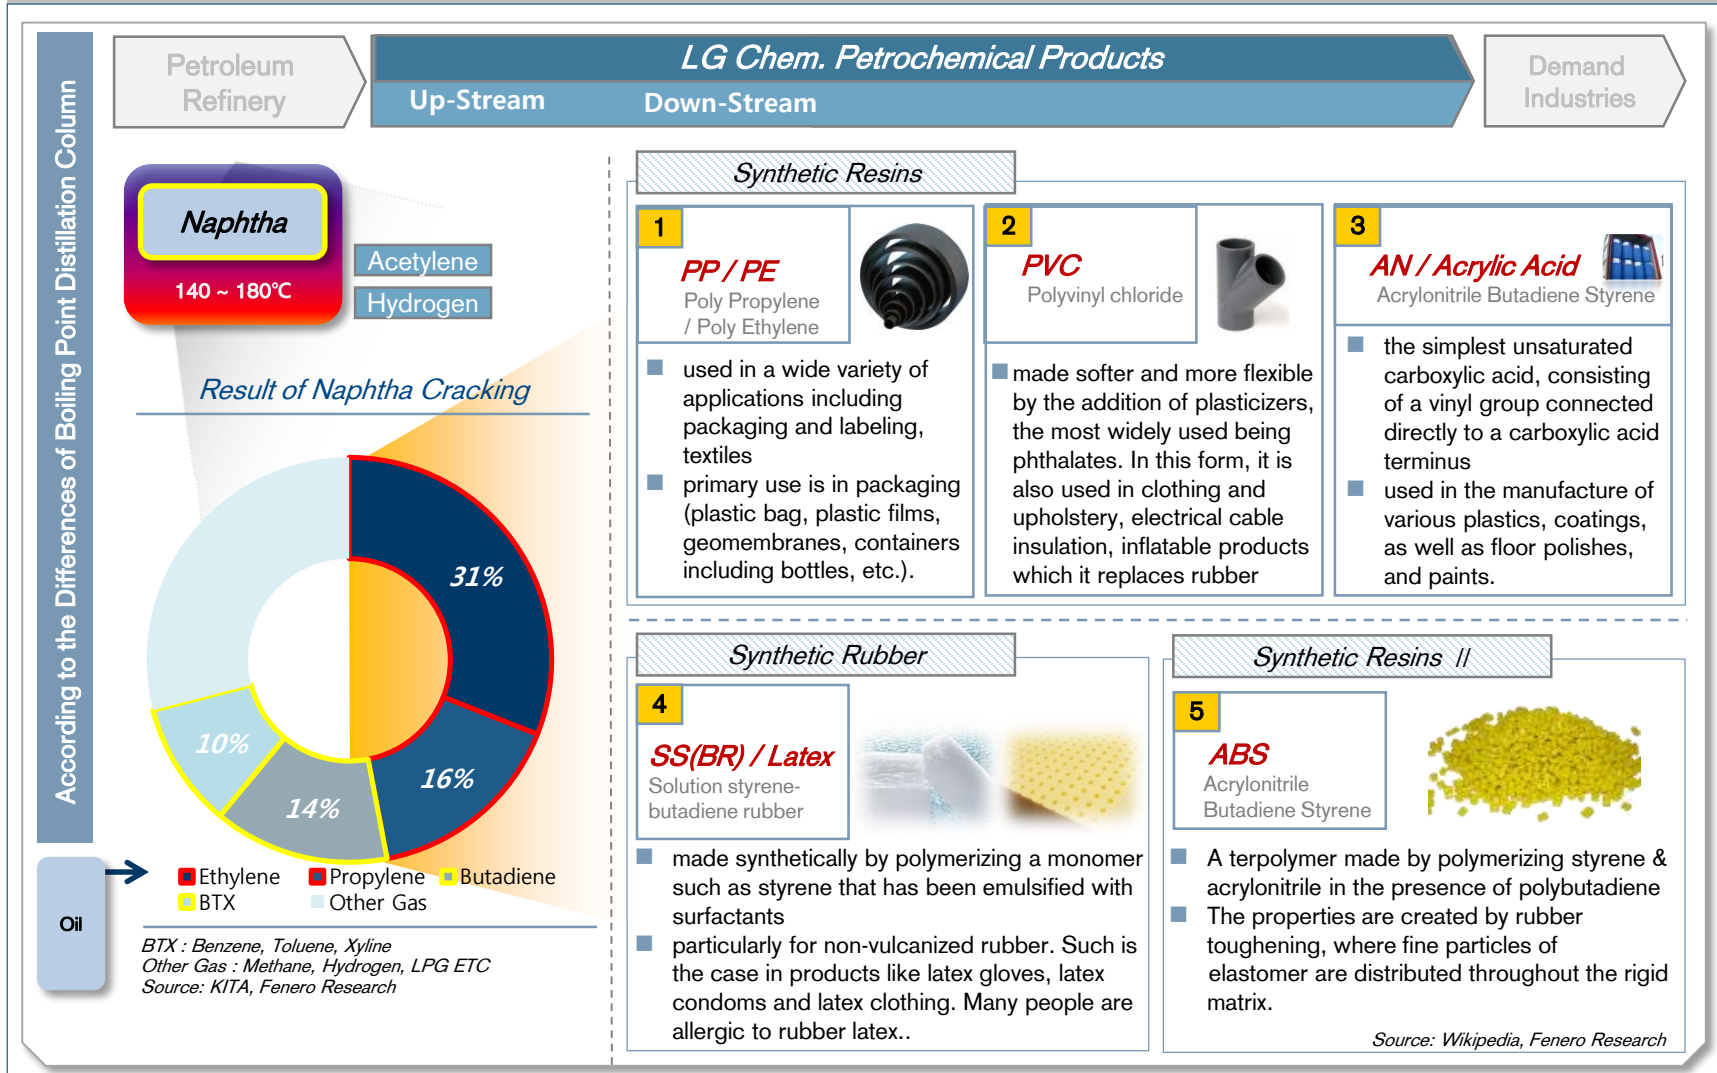 According to the Differences of Boiling Point Distillation Column
Oil
Petroleum
Refinery
LG Chem. Petrochemical Products
Up-Stream
Down-Stream
Demand
Industries
Naphtha
140 ~ 180℃
Acetylene
Hydrogen
Result of Naphtha Cracking
31%
16%
14%
10%
Ethylene
Propylene
Butadiene
BTX
Other Gas
BTX : Benzene, Toluene, Xyline
Other Gas : Methane, Hydrogen, LPG ETC
Source: KITA, Fenero Research
Synthetic Resins
1
PP / PE
Poly Propylene
/ Poly Ethylene
used in a wide variety of
applications including
packaging and labeling,
textiles
primary use is in packaging
(plastic bag, plastic films,
geomembranes, containers
including bottles, etc.).
2
PVC
Polyvinyl chloride
made softer and more flexible
by the addition of plasticizers,
the most widely used being
phthalates. In this form, it is
also used in clothing and
upholstery, electrical cable
insulation, inflatable products
which it replaces rubber
3
AN / Acrylic Acid
Acrylonitrile Butadiene Styrene
the simplest unsaturated
carboxylic acid, consisting
of a vinyl group connected
directly to a carboxylic acid
terminus
used in the manufacture of
various plastics, coatings,
as well as floor polishes,
and paints.
Synthetic Rubber
4
SS(BR) / Latex
Solution styrene-
butadiene rubber
made synthetically by polymerizing a monomer
such as styrene that has been emulsified with
surfactants
particularly for non-vulcanized rubber. Such is
the case in products like latex gloves, latex
condoms and latex clothing. Many people are
allergic to rubber latex..
Synthetic Resins II
5
ABS
Acrylonitrile
Butadiene Styrene
A terpolymer made by polymerizing styrene &
acrylonitrile in the presence of polybutadiene
The properties are created by rubber
toughening, where fine particles of
elastomer are distributed throughout the rigid
matrix.
Source: Wikipedia, Fenero Research